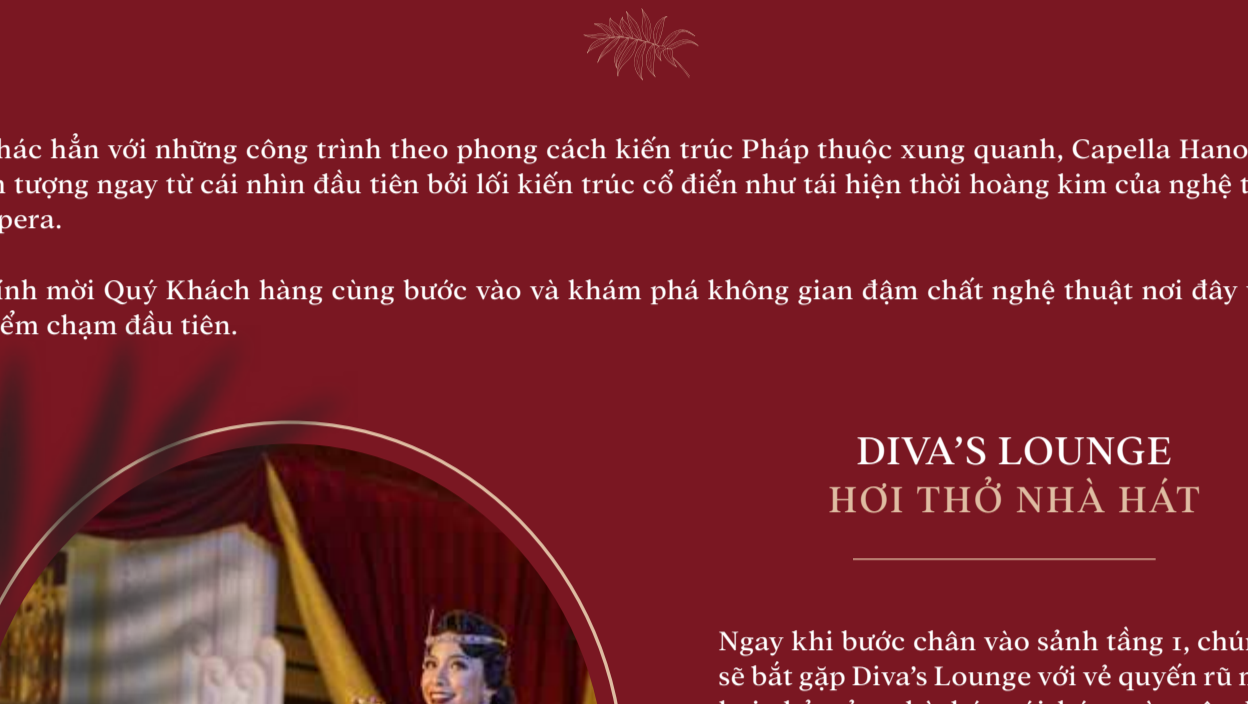 hác hẳn với những công trình theo phong cách kiến trúc Pháp thuộc xung quanh, Capella Hano
tượng ngay từ cái nhìn đầu tiên bởi lối kiến trúc cổ điển như tái hiện thời hoàng kim của nghệ
pera.
ính mời Quý Khách hàng cùng bước vào và khám phá không gian đậm chất nghệ thuật nơi đây
ểm chạm đầu tiên.
DIVA’S LOUNGE
HƠI THỞ NHÀ HÁT
Ngay khi bước chân vào sảnh tầng 1, chún
sẽ bắt gặp Diva’s Lounge với vẻ quyến rũ